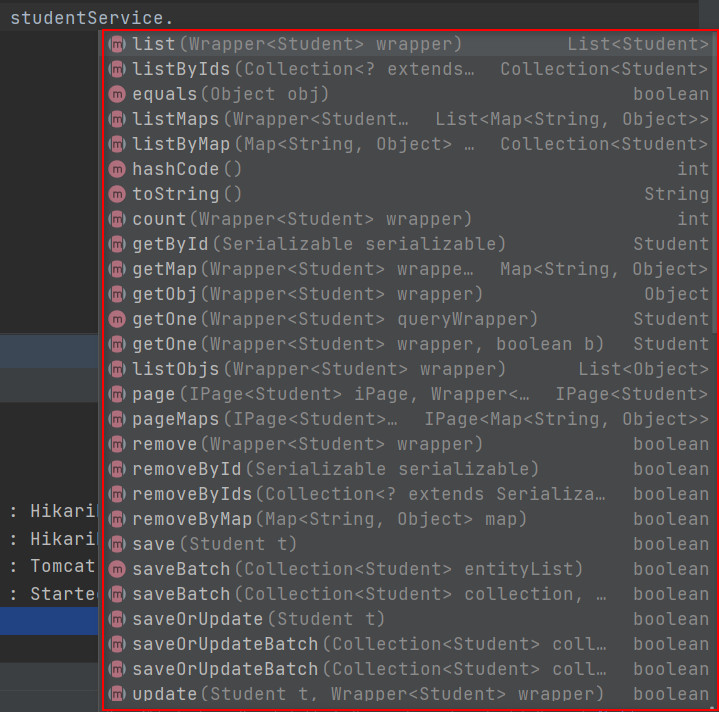 studentService.
list(Wrapper<Student> wrapper) List<Student>
listByIds(Collection<? extends… Collection<Student>
equals(Object obj) boolean
listMaps(Wrapper<Student… List<Map<String, Object>>
listByMap(Map<String, Object> … Collection<Student>
hashCode() int
toString() String
count(Wrapper<Student> wrapper) int
getById(Serializable serializable) Student
getMap(Wrapper<Student> wrappe… Map<String, Object>
getObj(Wrapper<Student> wrapper) Object
getOne(Wrapper<Student> queryWrapper) Student
getOne(Wrapper<Student> wrapper, boolean b) Student
listObjs(Wrapper<Student> wrapper) List<Object>
page(IPage<Student> iPage, Wrapper<… IPage<Student>
pageMaps(IPage<Student>… IPage<Map<String, Object>>
remove(Wrapper<Student> wrapper) boolean
removeById(Serializable serializable) boolean
removeByIds(Collection<? extends Serializa… boolean
: Hikari
removeByMap(Map<String, Object> map) boolean
: Hikari
save(Student t) boolean
: Tomcat
saveBatch(Collection<Student> entityList) boolean
saveBatch(Collection<Student> collection, … boolean
: Starte
saveOrUpdate(Student t) boolean
saveOrUpdateBatch(Collection<Student> coll… boolean
saveOrUpdateBatch(Collection<Student> coll… boolean
update(Student t, Wrapper<Student> wrapper) boolean